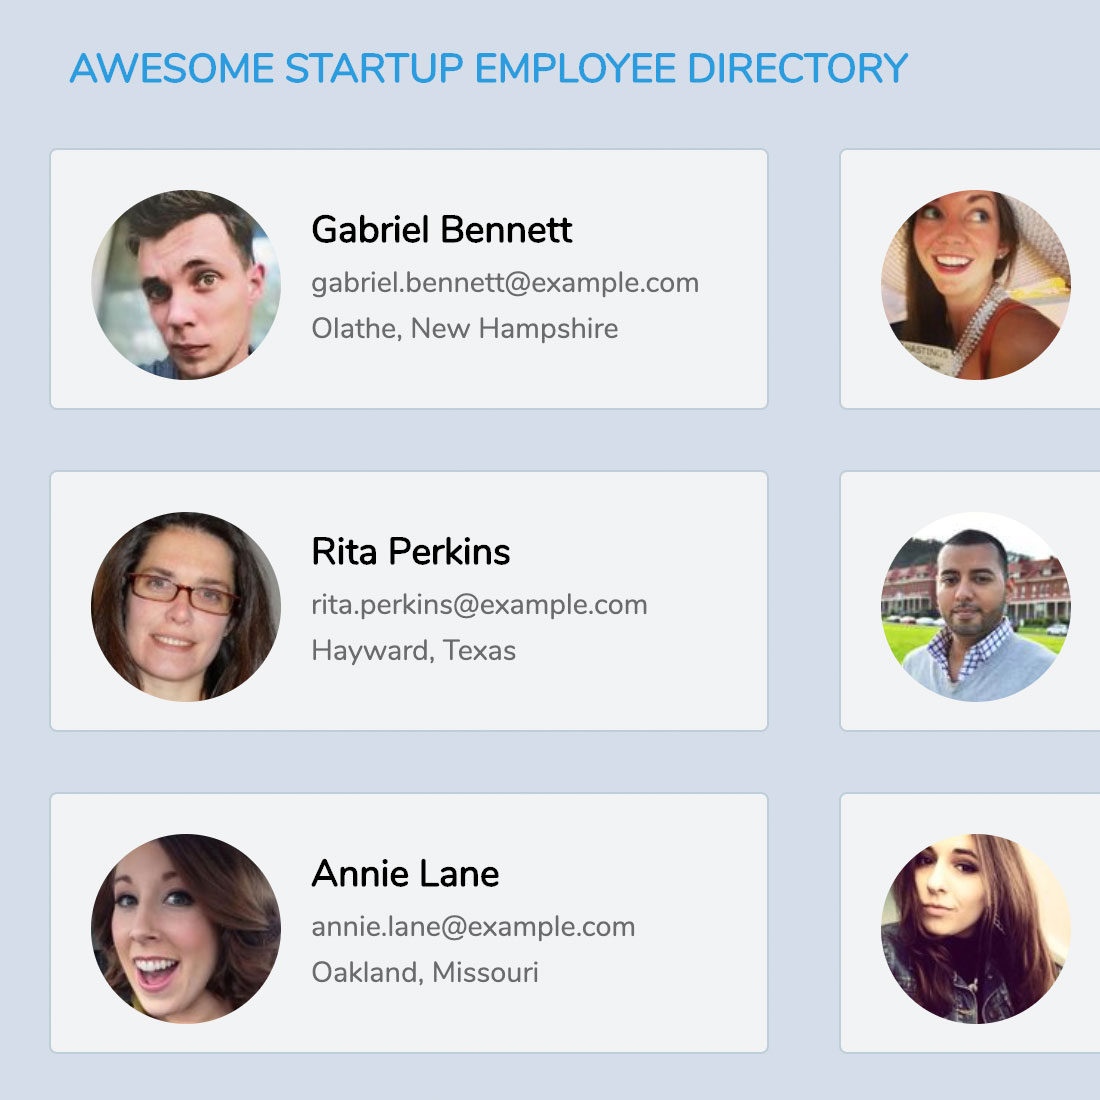 AWESOME STARTUP EMPLOYEE DIRECTORY
Gabriel Bennett
gabriel.bennett@example.com
Olathe, New Hampshire
HASTINGS
Rita Perkins
rita.perkins@example.com
Hayward, Texas
Annie Lane
annie.lane@example.com
Oakland, Missouri